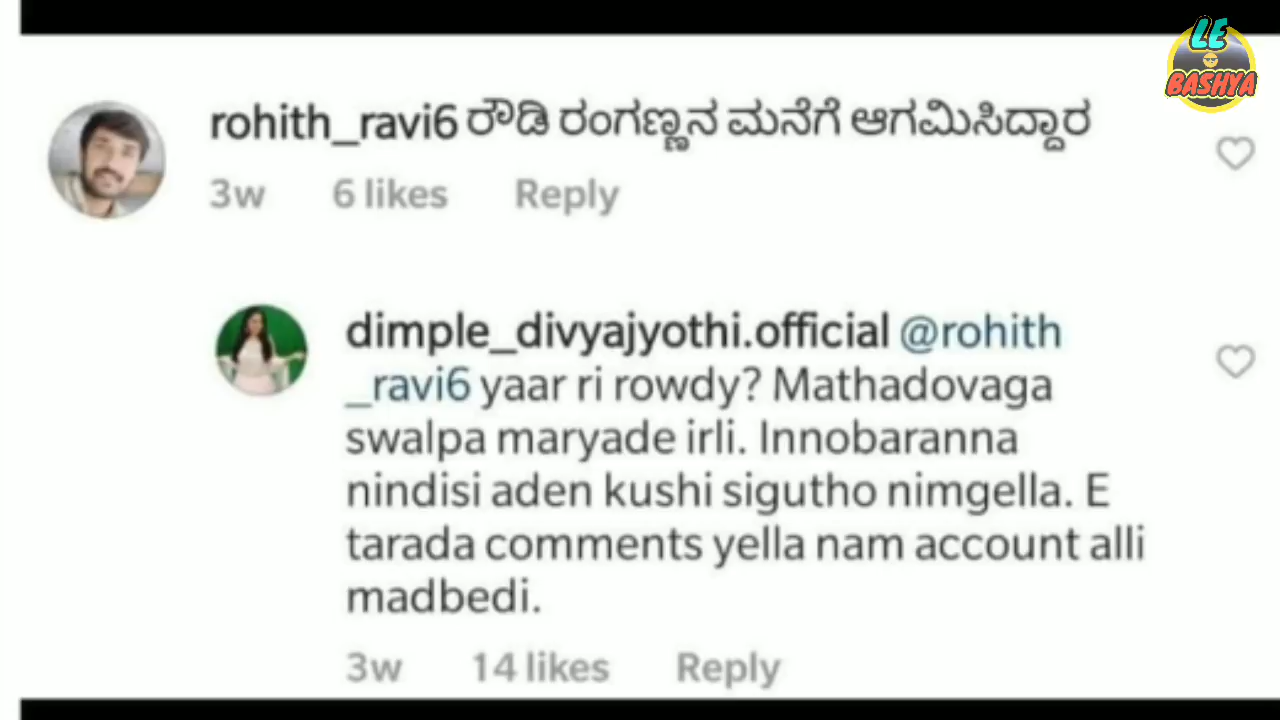 LE
BASHYA
rohith_ravi6 ರೌಡಿ ರಂಗಣ್ಣನ ಮನೆಗೆ ಆಗಮಿಸಿದ್ದಾರ
3w 6 likes Reply
dimple_divyajyothi.official @rohith
_ravi6 yaar ri rowdy? Mathadovaga
swalpa maryade irli. Innobaranna
nindisi aden kushi sigutho nimgella. E
tarada comments yella nam account alli
madbedi.
3w 14 likes Reply